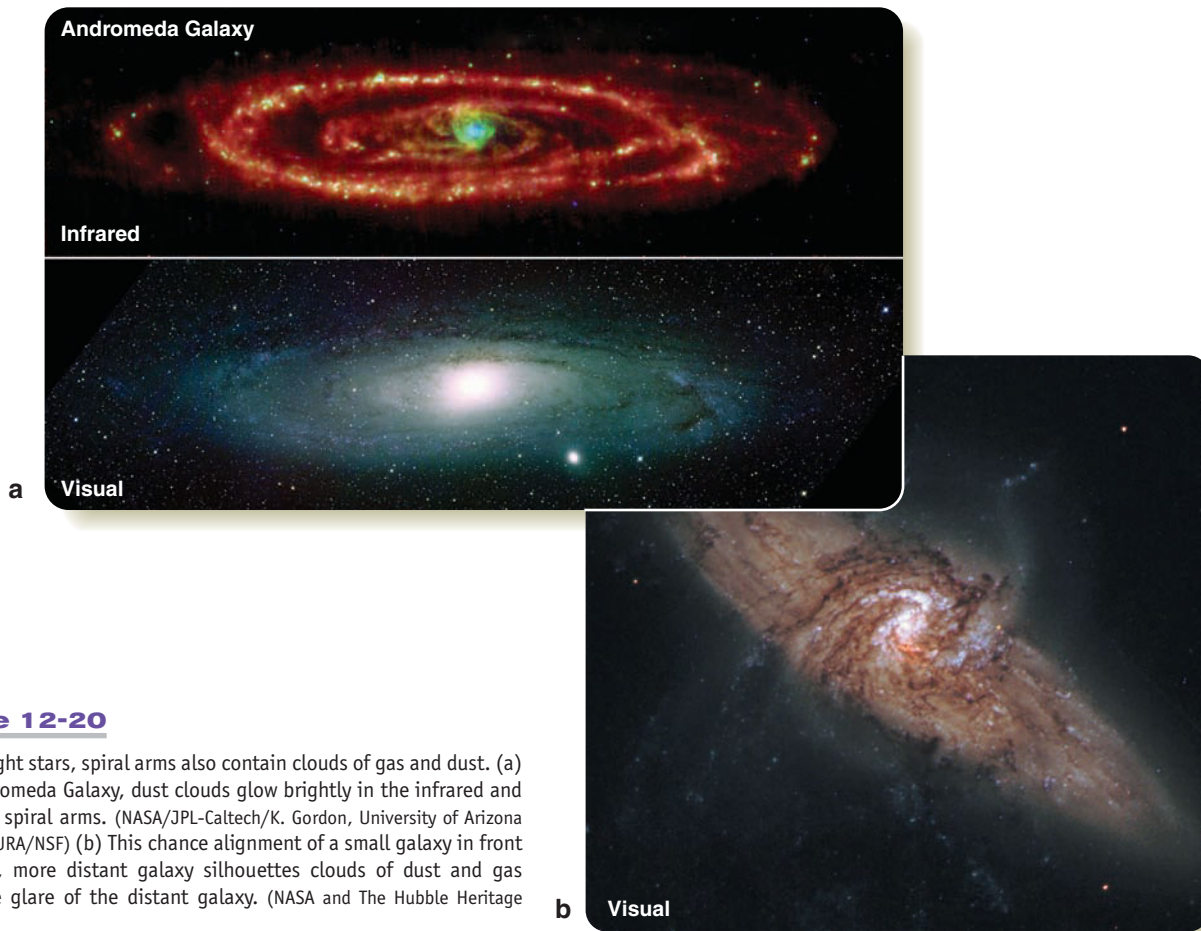 Andromeda Galaxy
Infrared
a
Visual
e 12-20
ght stars, spiral arms also contain clouds of gas and dust. (a)
omeda Galaxy, dust clouds glow brightly in the infrared and
spiral arms. (NASA/JPL-Caltech/K. Gordon, University of Arizona
URA/NSF) (b) This chance alignment of a small galaxy in front
, more distant galaxy silhouettes clouds of dust and gas
e glare of the distant galaxy. (NASA and The Hubble Heritage
b
Visual